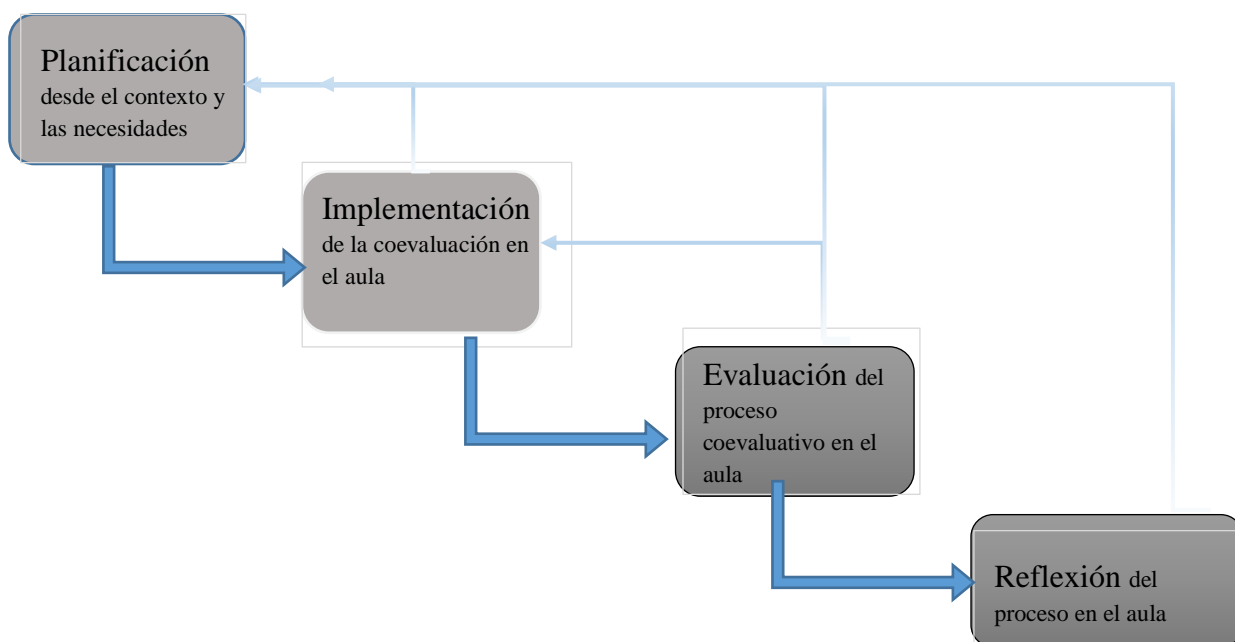 Planificación
desde el contexto y
las necesidades
Implementación
de la coevaluación en
el aula
Evaluación del
proceso
coevaluativo en el
aula
Reflexión del
proceso en el aula